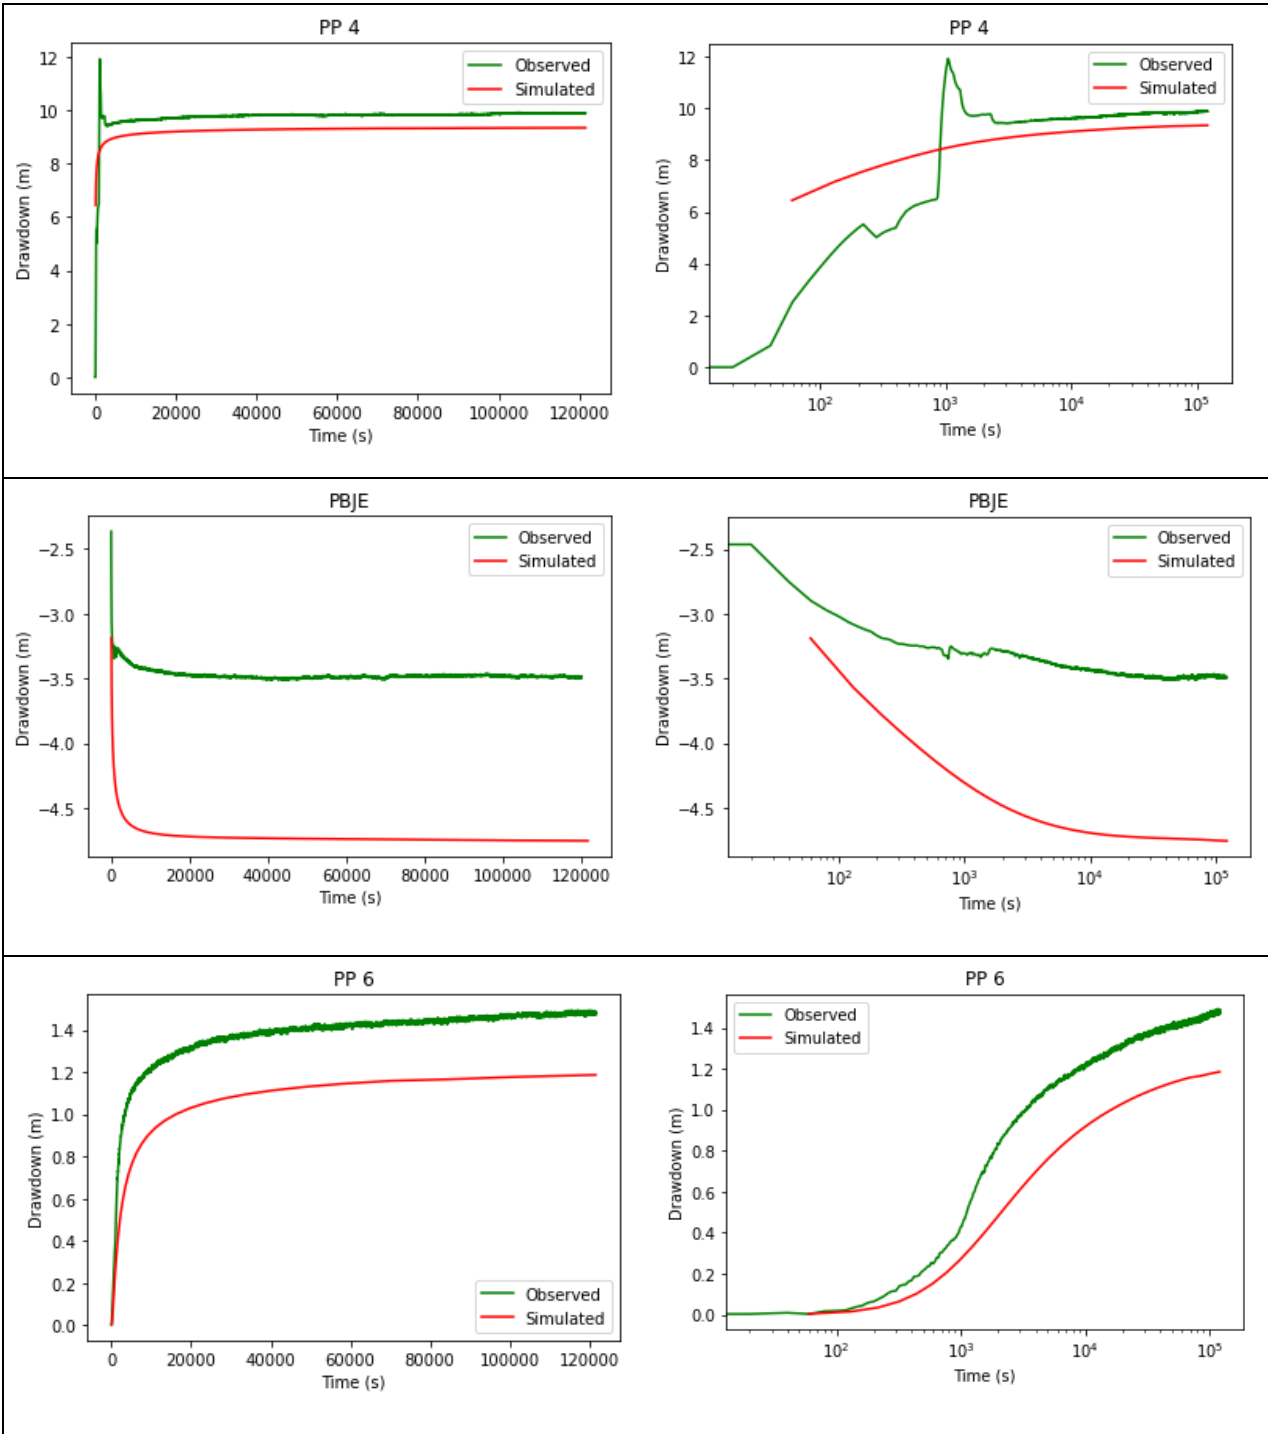 PP 4
12
10
8
6
4
2
0
Drawdown (m)
Observed
Simulated
0 20000 40000 60000 80000 100000 120000
Time (s)
PP 4
12
10
8
6
4
2
0
Drawdown (m)
Observed
Simulated
10² 10³ 10⁴ 10⁵
Time (s)
PBJE
−2.5
−3.0
−3.5
−4.0
−4.5
Drawdown (m)
Observed
Simulated
0 20000 40000 60000 80000 100000 120000
Time (s)
PBJE
−2.5
−3.0
−3.5
−4.0
−4.5
Drawdown (m)
Observed
Simulated
10² 10³ 10⁴ 10⁵
Time (s)
PP 6
1.4
1.2
1.0
0.8
0.6
0.4
0.2
0.0
Drawdown (m)
Observed
Simulated
0 20000 40000 60000 80000 100000 120000
Time (s)
PP 6
1.4
1.2
1.0
0.8
0.6
0.4
0.2
0.0
Drawdown (m)
Observed
Simulated
10² 10³ 10⁴ 10⁵
Time (s)